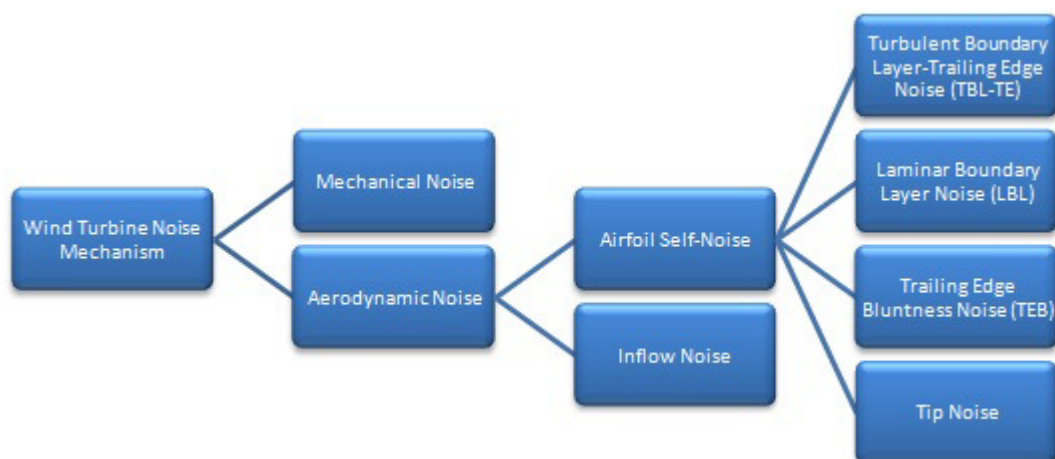 Wind Turbine Noise
Mechanism
Mechanical Noise
Aerodynamic Noise
Airfoil Self-Noise
Inflow Noise
Turbulent Boundary
Layer-Trailing Edge
Noise (TBL-TE)
Laminar Boundary
Layer Noise (LBL)
Trailing Edge
Bluntness Noise (TEB)
Tip Noise